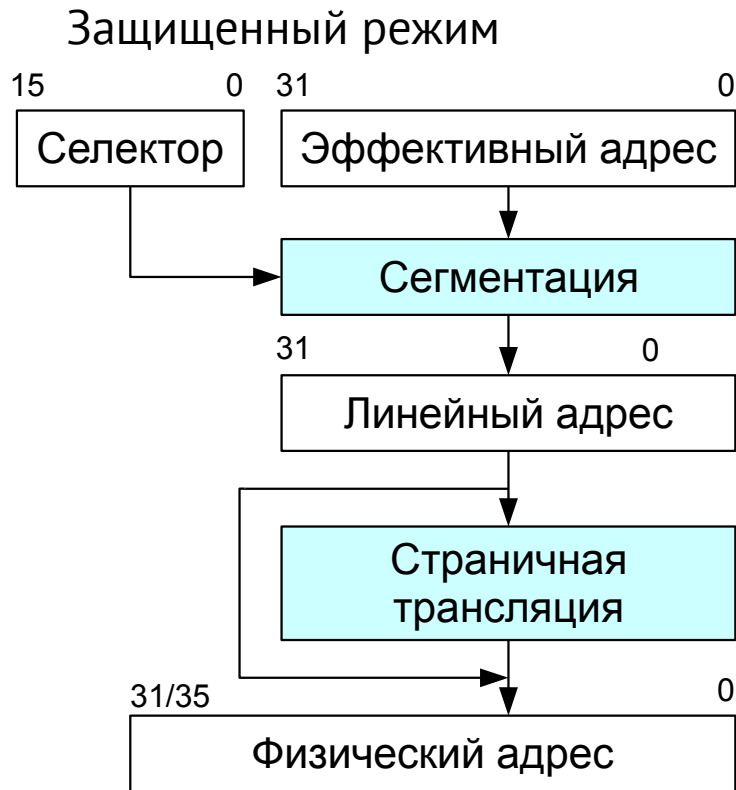 Защищенный режим
15 0 31 0
Селектор Эффективный адрес
Сегментация
31 0
Линейный адрес
Страничная
трансляция
31/35 0
Физический адрес